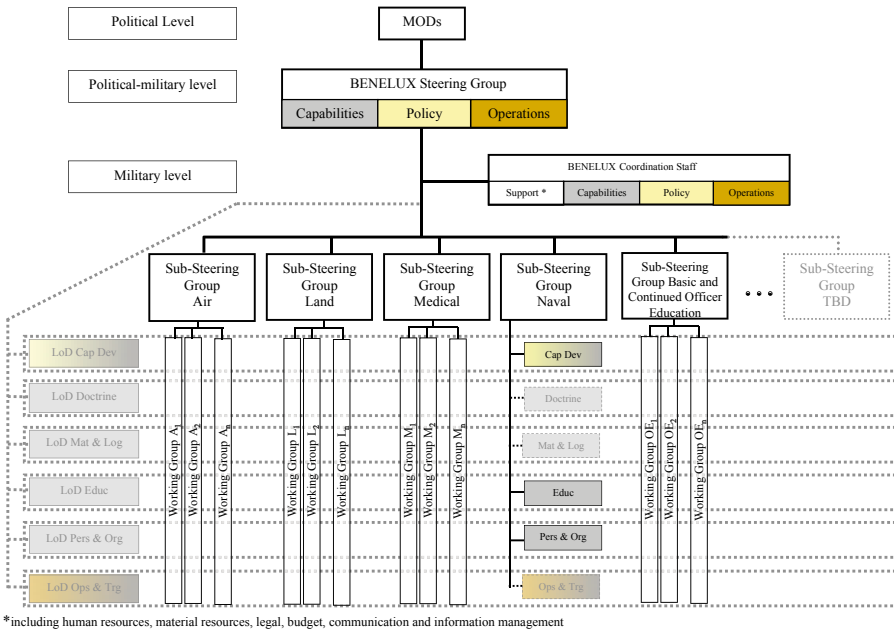 Political Level
MODs
Political-military level
BENELUX Steering Group
Capabilities
Policy
Operations
Military level
BENELUX Coordination Staff
Support *
Capabilities
Policy
Operations
Sub-Steering
Group
Air
Sub-Steering
Group
Land
Sub-Steering
Group
Medical
Sub-Steering
Group
Naval
Sub-Steering
Group Basic and
Continued Officer
Education
...
Sub-Steering
Group
TBD
LoD Cap Dev
LoD Doctrine
LoD Mat & Log
LoD Educ
LoD Pers & Org
LoD Ops & Trg
Working Group A1
Working Group A2
Working Group An
Working Group L1
Working Group L2
Working Group Ln
Working Group M1
Working Group M2
Working Group Mn
Cap Dev
Doctrine
Mat & Log
Educ
Pers & Org
Ops & Trg
Working Group OE1
Working Group OE2
Working Group OEn
*including human resources, material resources, legal, budget, communication and information management